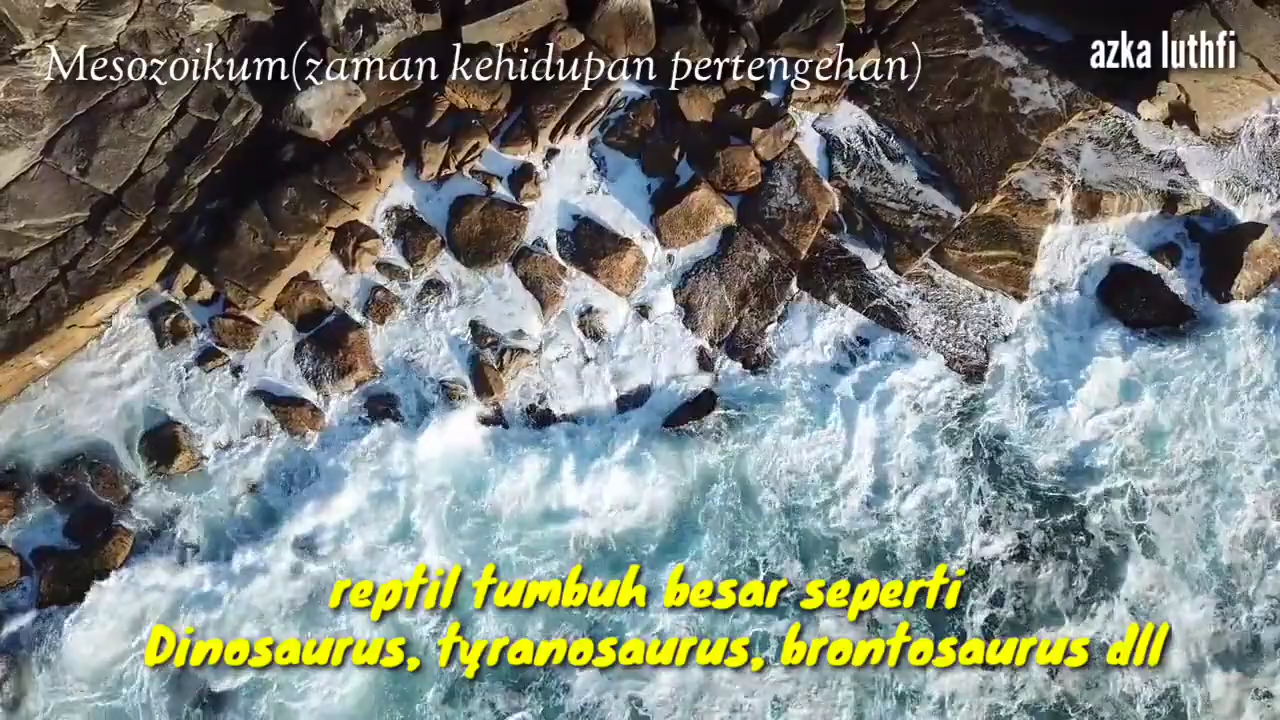 Mesozoikum(zaman kehidupan pertengehan)
azka luthfi
reptil tumbuh besar seperti
Dinosaurus, tyranosaurus, brontosaurus dll